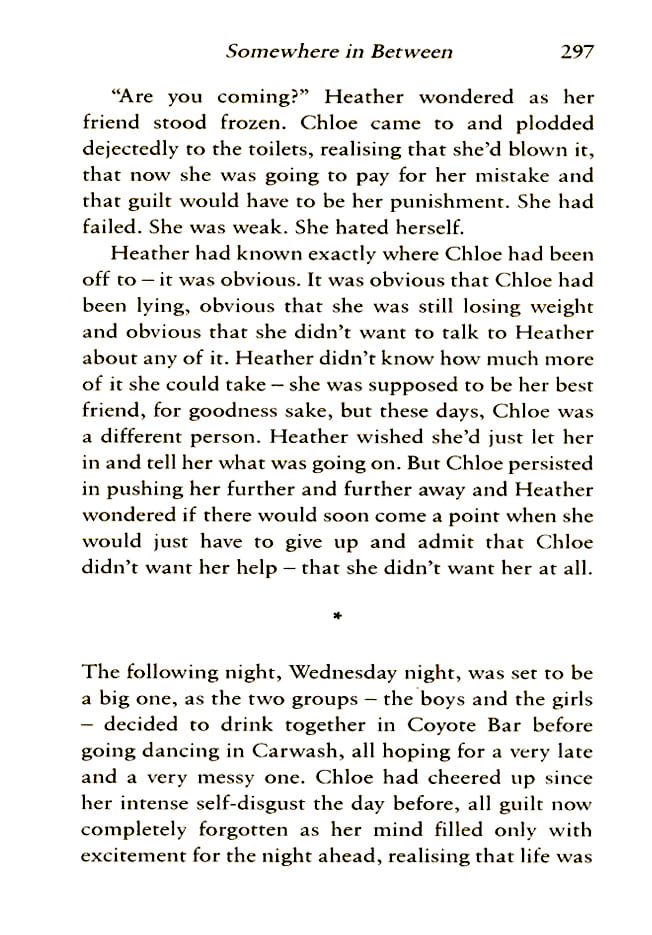 Somewhere in Between 297
“Are you coming?” Heather wondered as her
friend stood frozen. Chloe came to and plodded
dejectedly to the toilets, realising that she’d blown it,
that now she was going to pay for her mistake and
that guilt would have to be her punishment. She had
failed. She was weak. She hated herself.
Heather had known exactly where Chloe had been
off to – it was obvious. It was obvious that Chloe had
been lying, obvious that she was still losing weight
and obvious that she didn’t want to talk to Heather
about any of it. Heather didn’t know how much more
of it she could take – she was supposed to be her best
friend, for goodness sake, but these days, Chloe was
a different person. Heather wished she’d just let her
in and tell her what was going on. But Chloe persisted
in pushing her further and further away and Heather
wondered if there would soon come a point when she
would just have to give up and admit that Chloe
didn’t want her help – that she didn’t want her at all.
*
The following night, Wednesday night, was set to be
a big one, as the two groups – the boys and the girls
– decided to drink together in Coyote Bar before
going dancing in Carwash, all hoping for a very late
and a very messy one. Chloe had cheered up since
her intense self-disgust the day before, all guilt now
completely forgotten as her mind filled only with
excitement for the night ahead, realising that life was